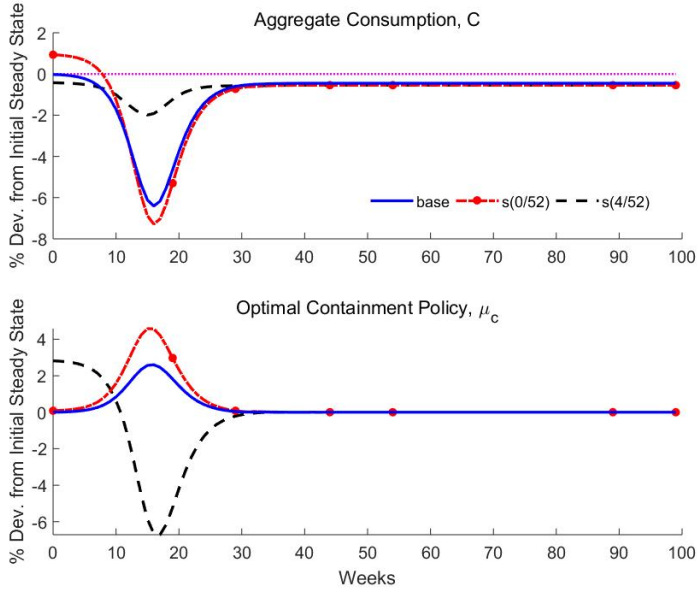 Aggregate Consumption, C
% Dev. from Initial Steady State
2
0
-2
-4
-6
-8
base
s(0/52)
s(4/52)
0 10 20 30 40 50 60 70 80 90 100
Optimal Containment Policy, μc
% Dev. from Initial Steady State
4
2
0
-2
-4
-6
0 10 20 30 40 50 60 70 80 90 100
Weeks